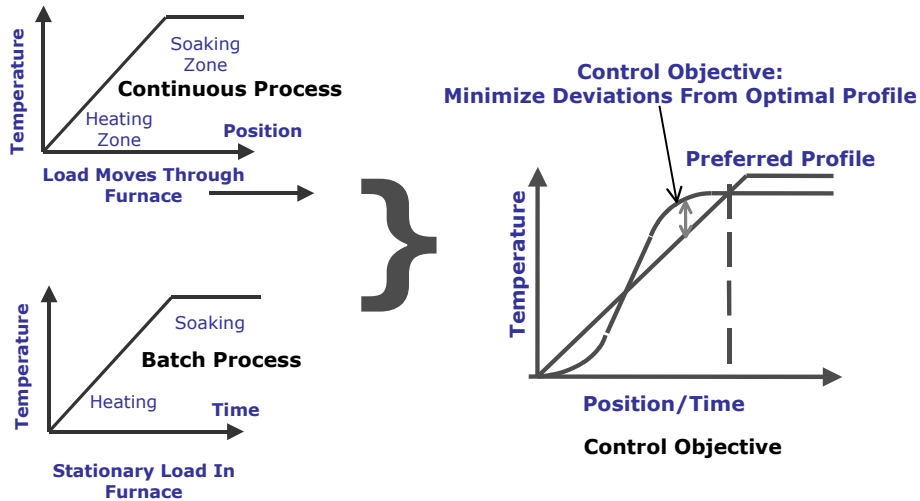 Temperature
Soaking
Zone
Continuous Process
Heating
Zone
Position
Load Moves Through
Furnace
Temperature
Soaking
Batch Process
Heating
Time
Stationary Load In
Furnace
}
Control Objective:
Minimize Deviations From Optimal Profile
Preferred Profile
Temperature
Position/Time
Control Objective